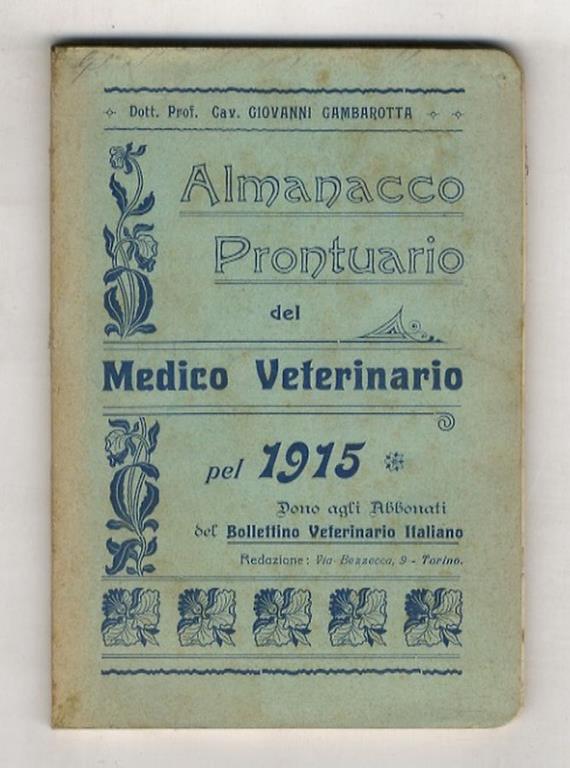 Dott. Prof. Cav. GIOVANNI GAMBAROTTA
Almanacco
Prontuario
del
Medico Veterinario
pel 1915
Dono agli Abbonati
del Bollettino Veterinario Italiano
Redazione: Via Bezzecca, 9 - Torino.